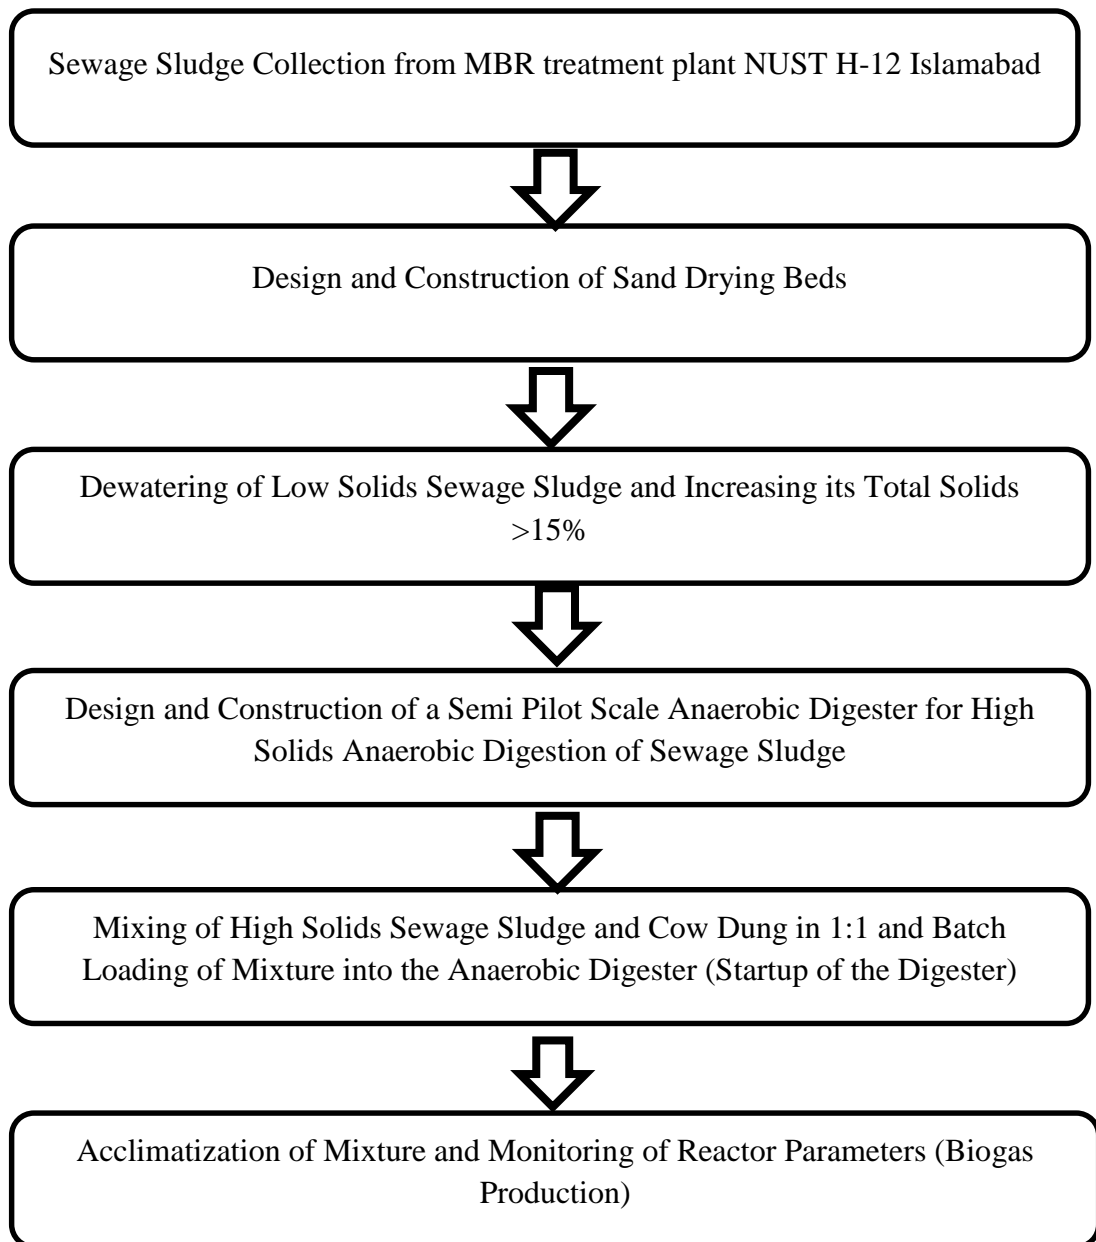 Sewage Sludge Collection from MBR treatment plant NUST H-12 Islamabad
Design and Construction of Sand Drying Beds
Dewatering of Low Solids Sewage Sludge and Increasing its Total Solids
>15%
Design and Construction of a Semi Pilot Scale Anaerobic Digester for High
Solids Anaerobic Digestion of Sewage Sludge
Mixing of High Solids Sewage Sludge and Cow Dung in 1:1 and Batch
Loading of Mixture into the Anaerobic Digester (Startup of the Digester)
Acclimatization of Mixture and Monitoring of Reactor Parameters (Biogas
Production)